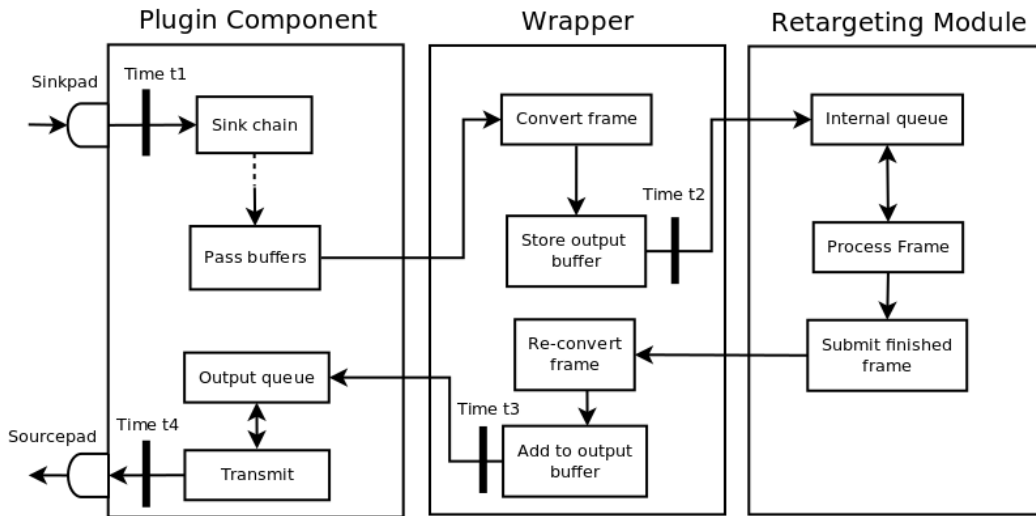 Plugin Component
Wrapper
Retargeting Module
Sinkpad
Time t1
Sink chain
Pass buffers
Convert frame
Store output
buffer
Time t2
Internal queue
Process Frame
Submit finished
frame
Re-convert
frame
Add to output
buffer
Time t3
Output queue
Transmit
Time t4
Sourcepad